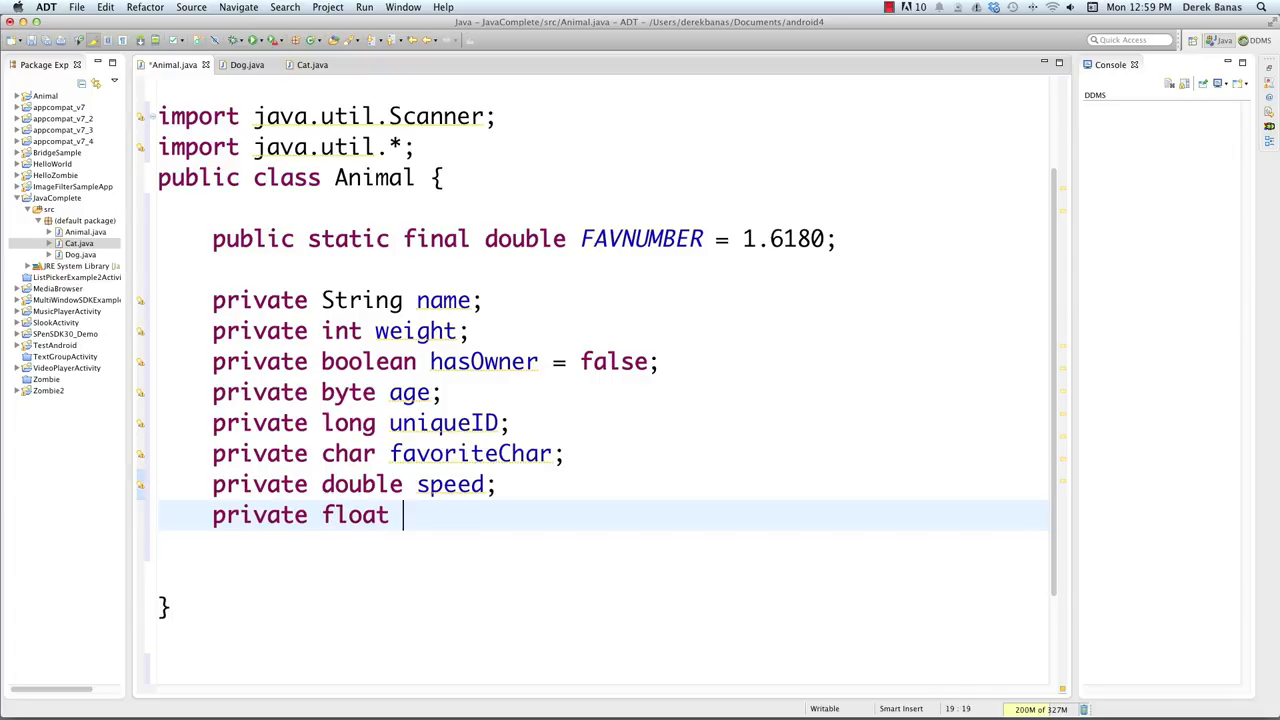 ADT File Edit Refactor Source Navigate Search Project Run Window Help 10 Mon 12:59 PM Derek Banas
Java – JavaComplete/src/Animal.java – ADT – /Users/derekbanas/Documents/android4
Quick Access Java DDMS
Package Exp *Animal.java Dog.java Cat.java Console
DDMS
Animal
appcompat_v7
appcompat_v7_2
appcompat_v7_3
appcompat_v7_4
BridgeSample
HelloWorld
HelloZombie
ImageFilterSampleApp
JavaComplete
src
(default package)
Animal.java
Cat.java
Dog.java
JRE System Library [Ja
ListPickerExample2Activi
MediaBrowser
MultiWindowSDKExample
MusicPlayerActivity
SlookActivity
SPenSDK30_Demo
TestAndroid
TextGroupActivity
VideoPlayerActivity
Zombie
Zombie2
import java.util.Scanner;
import java.util.*;
public class Animal {
public static final double FAVNUMBER = 1.6180;
private String name;
private int weight;
private boolean hasOwner = false;
private byte age;
private long uniqueID;
private char favoriteChar;
private double speed;
private float
}
Writable Smart Insert 19 : 19 200M of 327M